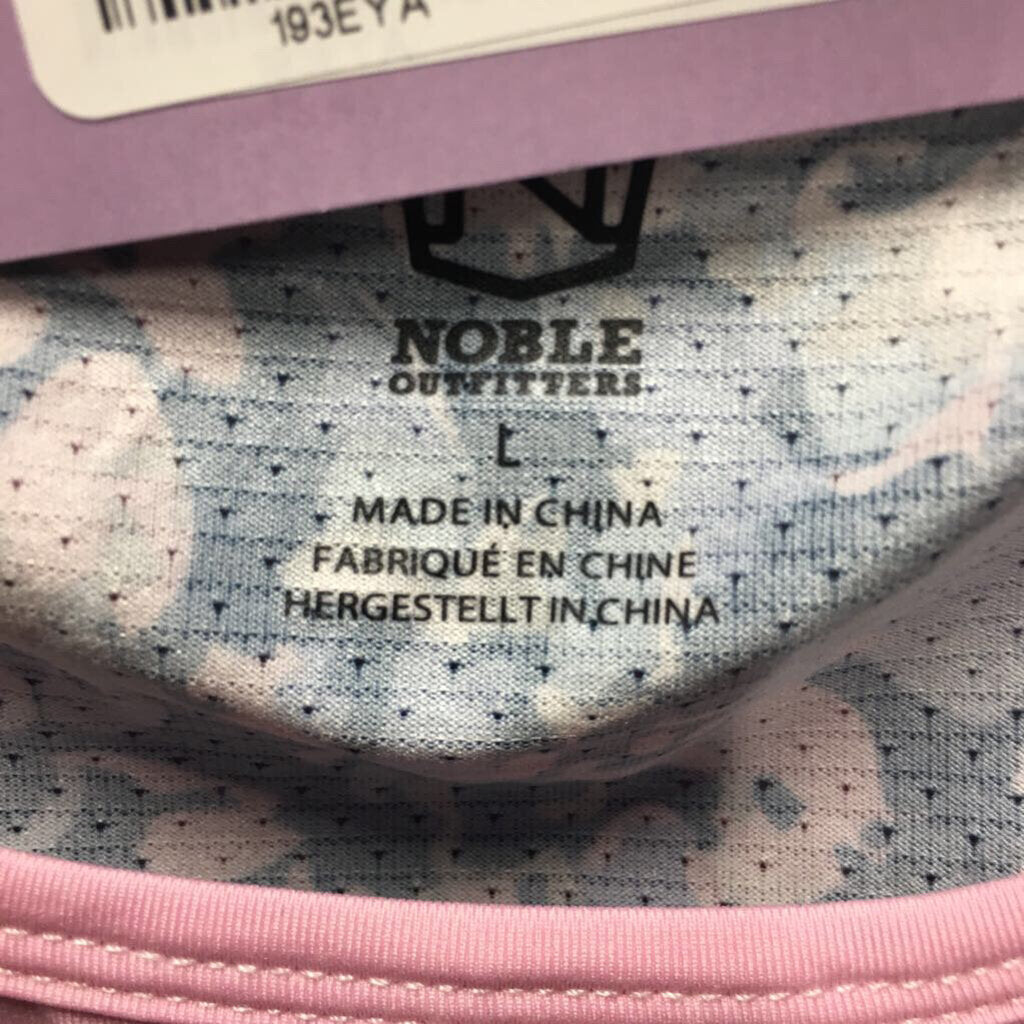 193EYA
N
NOBLE
OUTFITTERS
L
MADE IN CHINA
FABRIQUÉ EN CHINE
HERGESTELLT IN CHINA